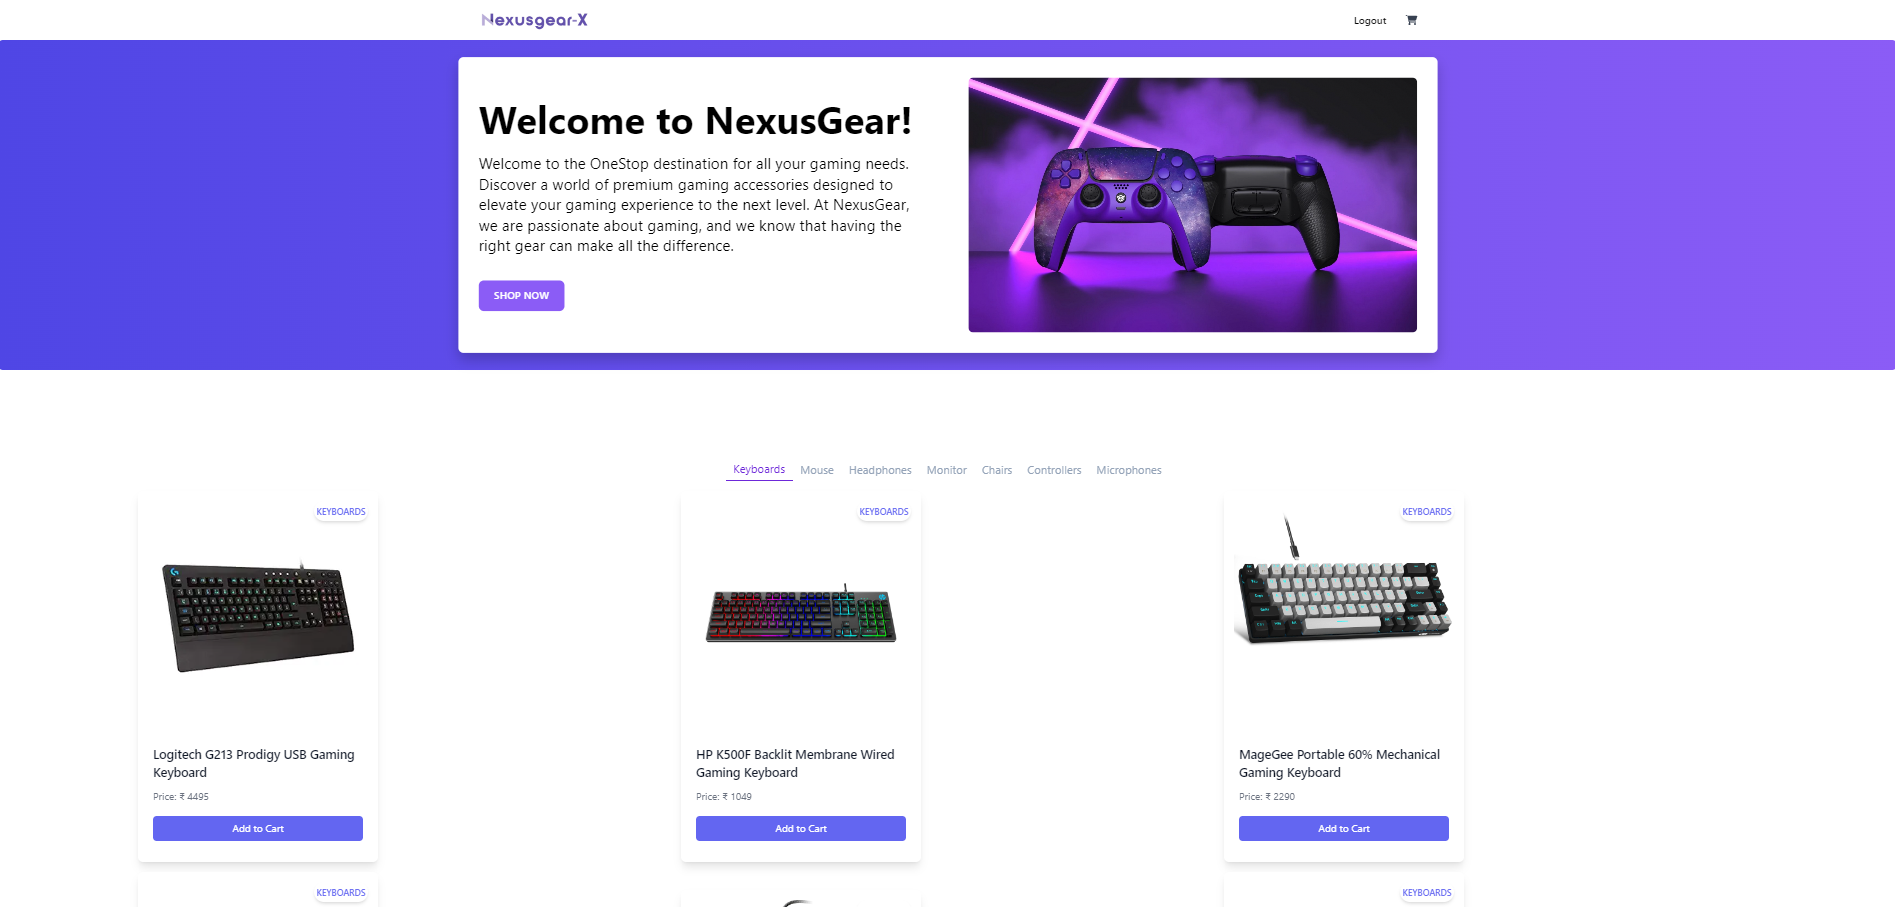 Nexusgear-X
Logout
Welcome to NexusGear!
Welcome to the OneStop destination for all your gaming needs.
Discover a world of premium gaming accessories designed to
elevate your gaming experience to the next level. At NexusGear,
we are passionate about gaming, and we know that having the
right gear can make all the difference.
SHOP NOW
Keyboards Mouse Headphones Monitor Chairs Controllers Microphones
KEYBOARDS
Logitech G213 Prodigy USB Gaming
Keyboard
Price: ₹ 4495
Add to Cart
KEYBOARDS
HP K500F Backlit Membrane Wired
Gaming Keyboard
Price: ₹ 1049
Add to Cart
KEYBOARDS
MageGee Portable 60% Mechanical
Gaming Keyboard
Price: ₹ 2290
Add to Cart
KEYBOARDS
KEYBOARDS